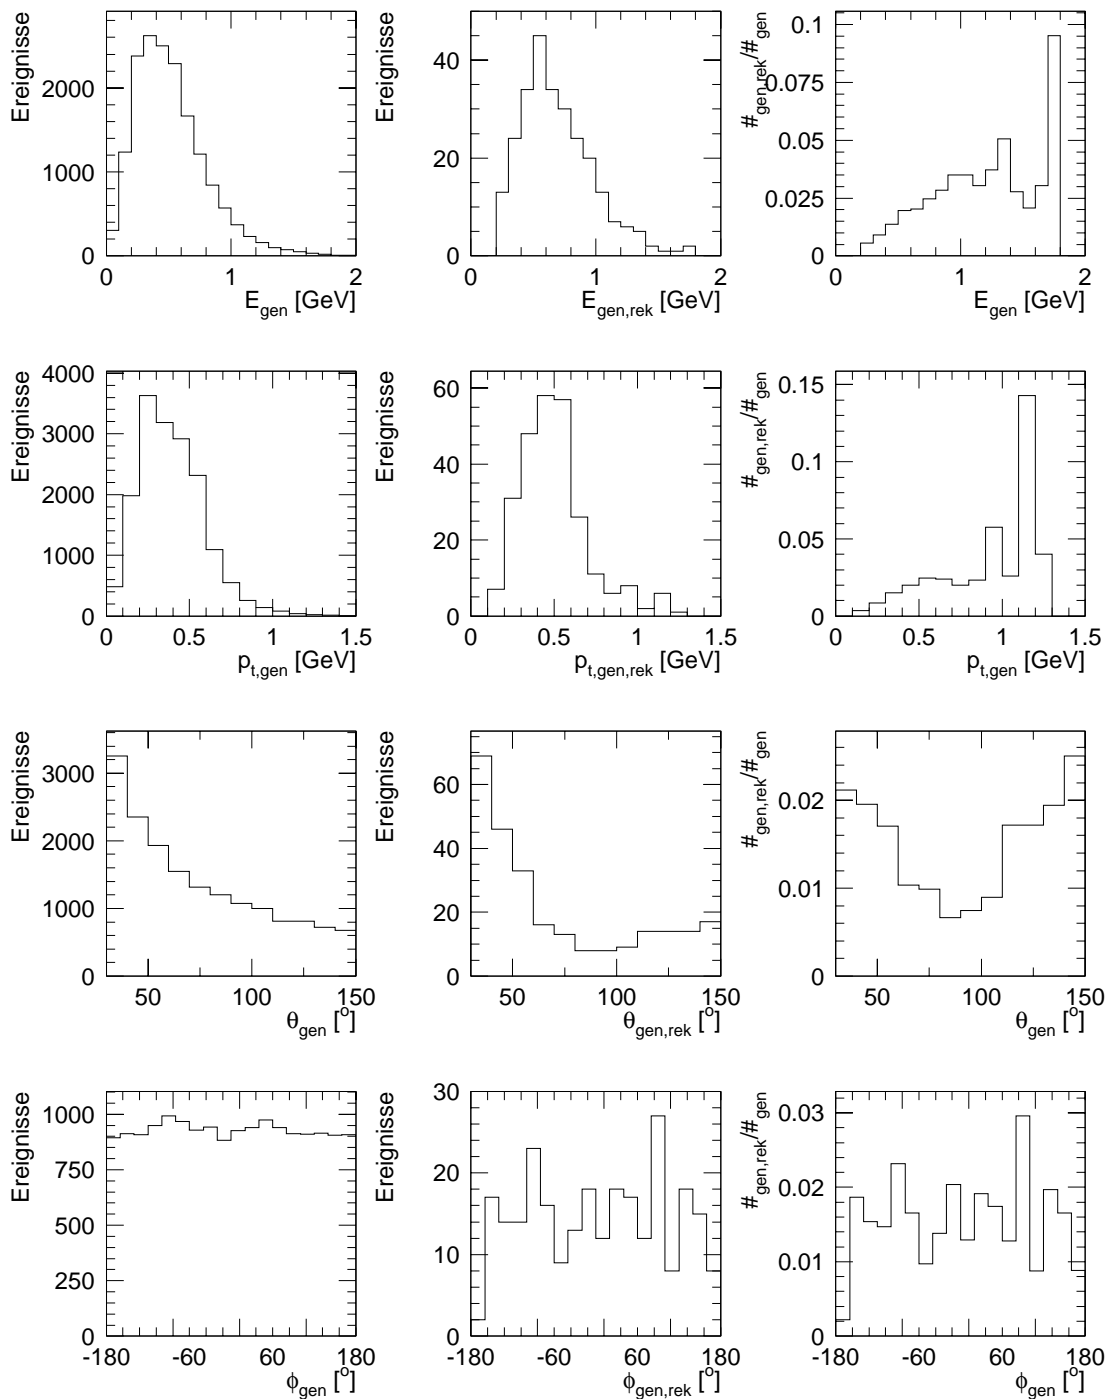 Ereignisse
2000
1000
0
0 1 2
E_gen [GeV]
Ereignisse
40
20
0
0 1 2
E_gen,rek [GeV]
#_gen,rek/#_gen
0.1
0.075
0.05
0.025
0
0 1 2
E_gen [GeV]
Ereignisse
4000
3000
2000
1000
0
0 0.5 1 1.5
p_t,gen [GeV]
Ereignisse
60
40
20
0
0 0.5 1 1.5
p_t,gen,rek [GeV]
#_gen,rek/#_gen
0.15
0.1
0.05
0
0 0.5 1 1.5
p_t,gen [GeV]
Ereignisse
3000
2000
1000
0
50 100 150
θ_gen [°]
Ereignisse
60
40
20
0
50 100 150
θ_gen,rek [°]
#_gen,rek/#_gen
0.02
0.01
0
50 100 150
θ_gen [°]
Ereignisse
1000
750
500
250
0
-180 -60 60 180
ϕ_gen [°]
Ereignisse
30
20
10
0
-180 -60 60 180
ϕ_gen,rek [°]
#_gen,rek/#_gen
0.03
0.02
0.01
0
-180 -60 60 180
ϕ_gen [°]